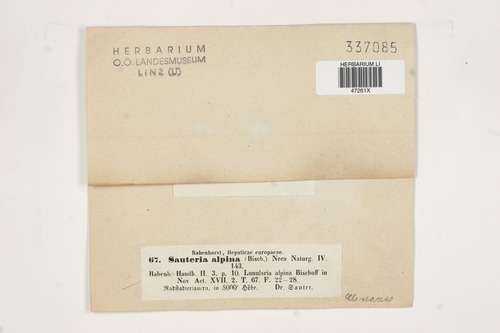 HERBARIUM
O.Ö. LANDESMUSEUM
LINZ (LI)
337085
HERBARIUM LI
47261X
Rabenhorst, Hepaticae europaeae.
67. Sauteria alpina (Bisch.) Nees Naturg. IV.
143.
Rabenh. Handb. II. 3. p. 10. Lunularia alpina Bischoff in
Nov Act. XVII. 2. T. 67. F. 22–28.
Radstadtertauern, in 5000' Höhe. Dr. Sauter.